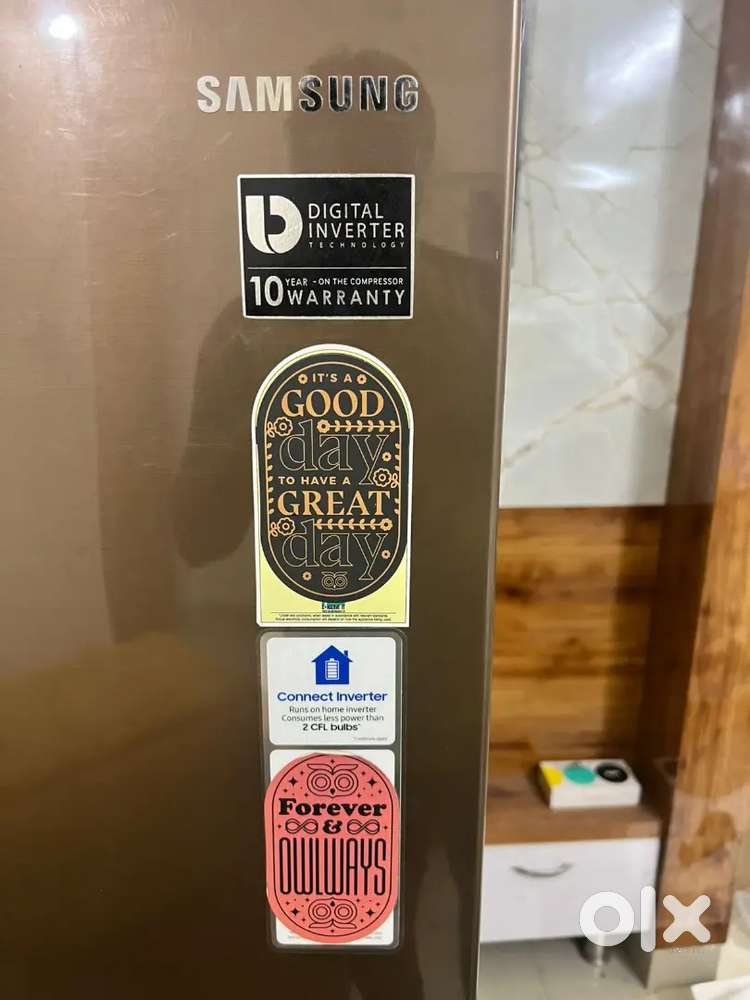 SAMSUNG
DIGITAL
INVERTER
TECHNOLOGY
10 YEAR - ON THE COMPRESSOR
WARRANTY
IT'S A
GOOD
day
TO HAVE A
GREAT
day
Connect Inverter
Runs on home inverter
Consumes less power than
2 CFL bulbs*
Forever
&
OWLWAYS
olx